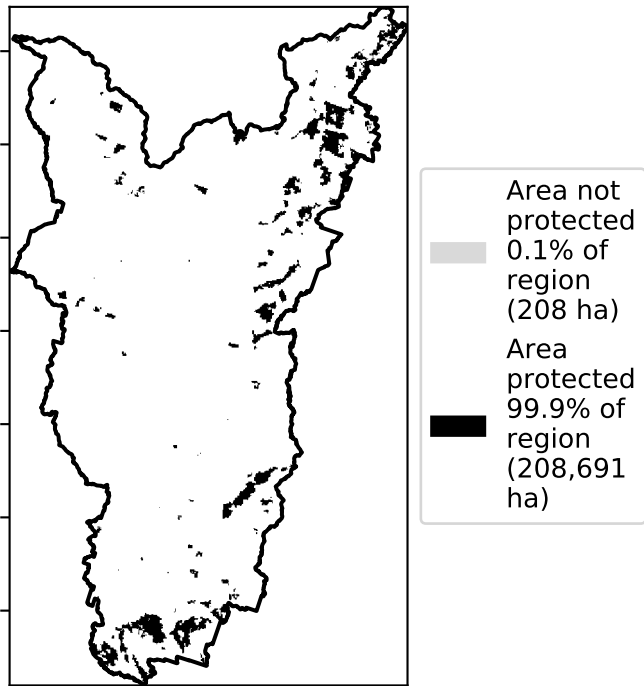 Area not
protected
0.1% of
region
(208 ha)
Area
protected
99.9% of
region
(208,691
ha)